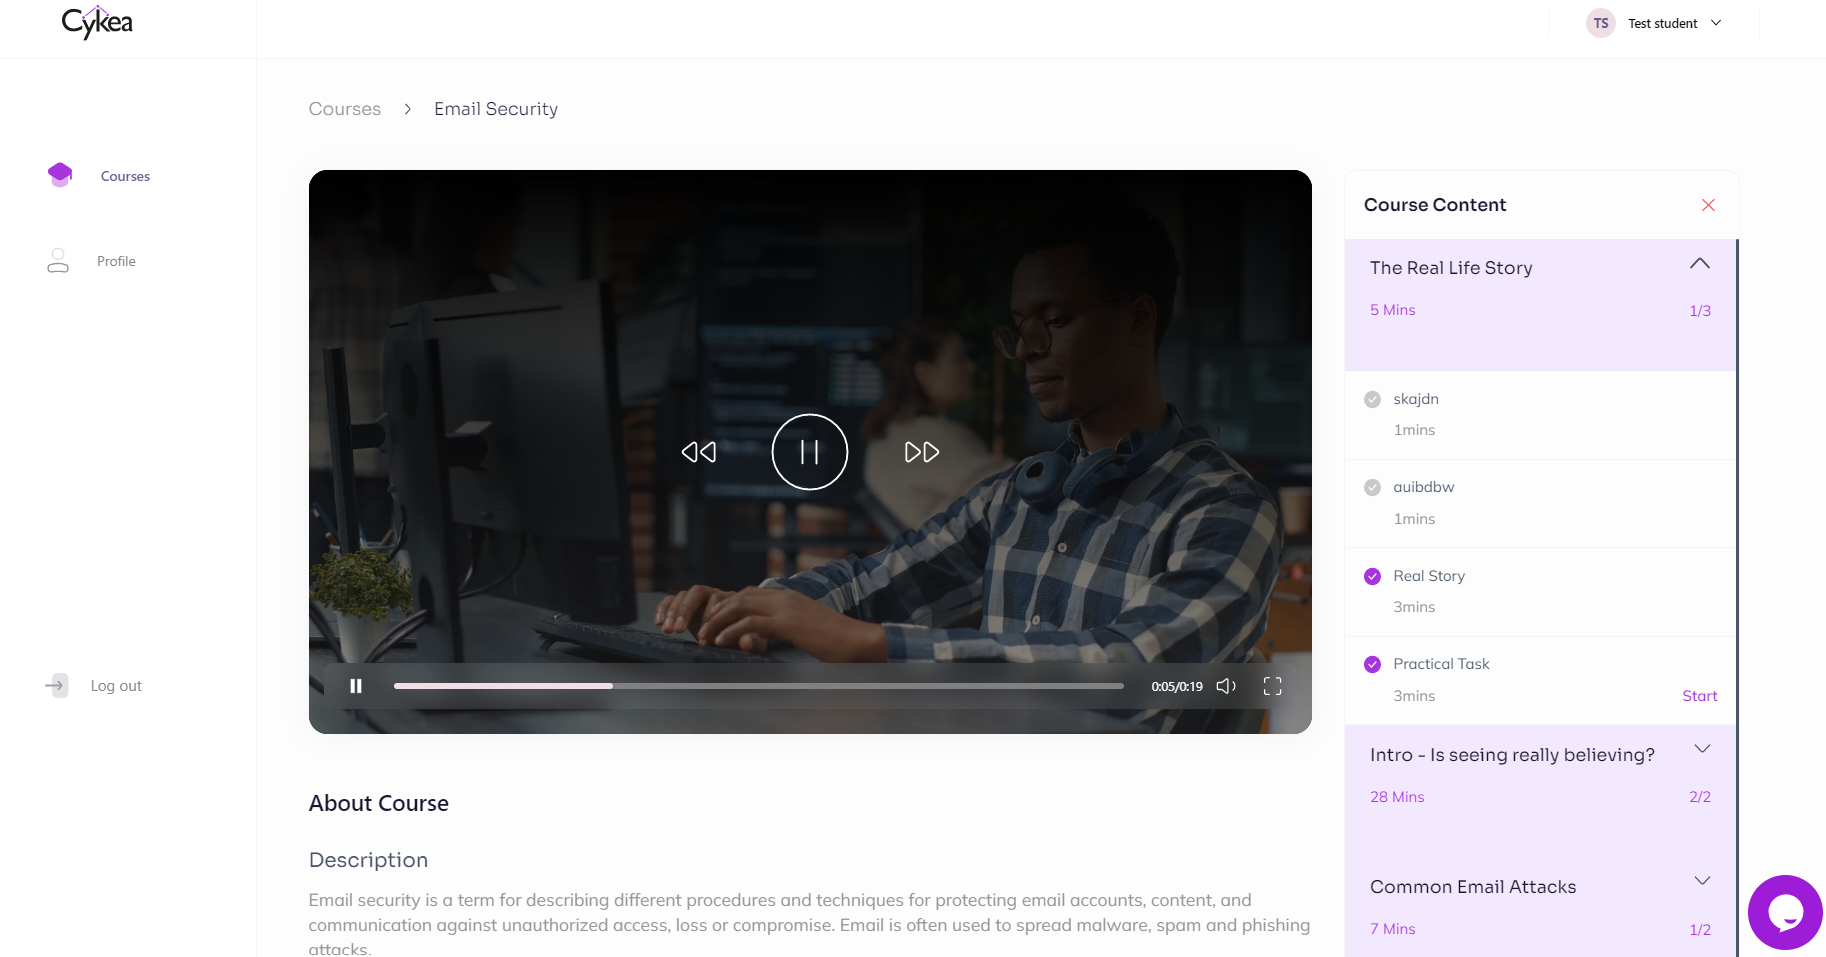 Cykea
TS Test student
Courses > Email Security
Courses
Profile
Log out
0:05/0:19
About Course
Description
Email security is a term for describing different procedures and techniques for protecting email accounts, content, and
communication against unauthorized access, loss or compromise. Email is often used to spread malware, spam and phishing
attacks.
Course Content
The Real Life Story
5 Mins 1/3
skajdn
1mins
auibdbw
1mins
Real Story
3mins
Practical Task
3mins Start
Intro - Is seeing really believing?
28 Mins 2/2
Common Email Attacks
7 Mins 1/2